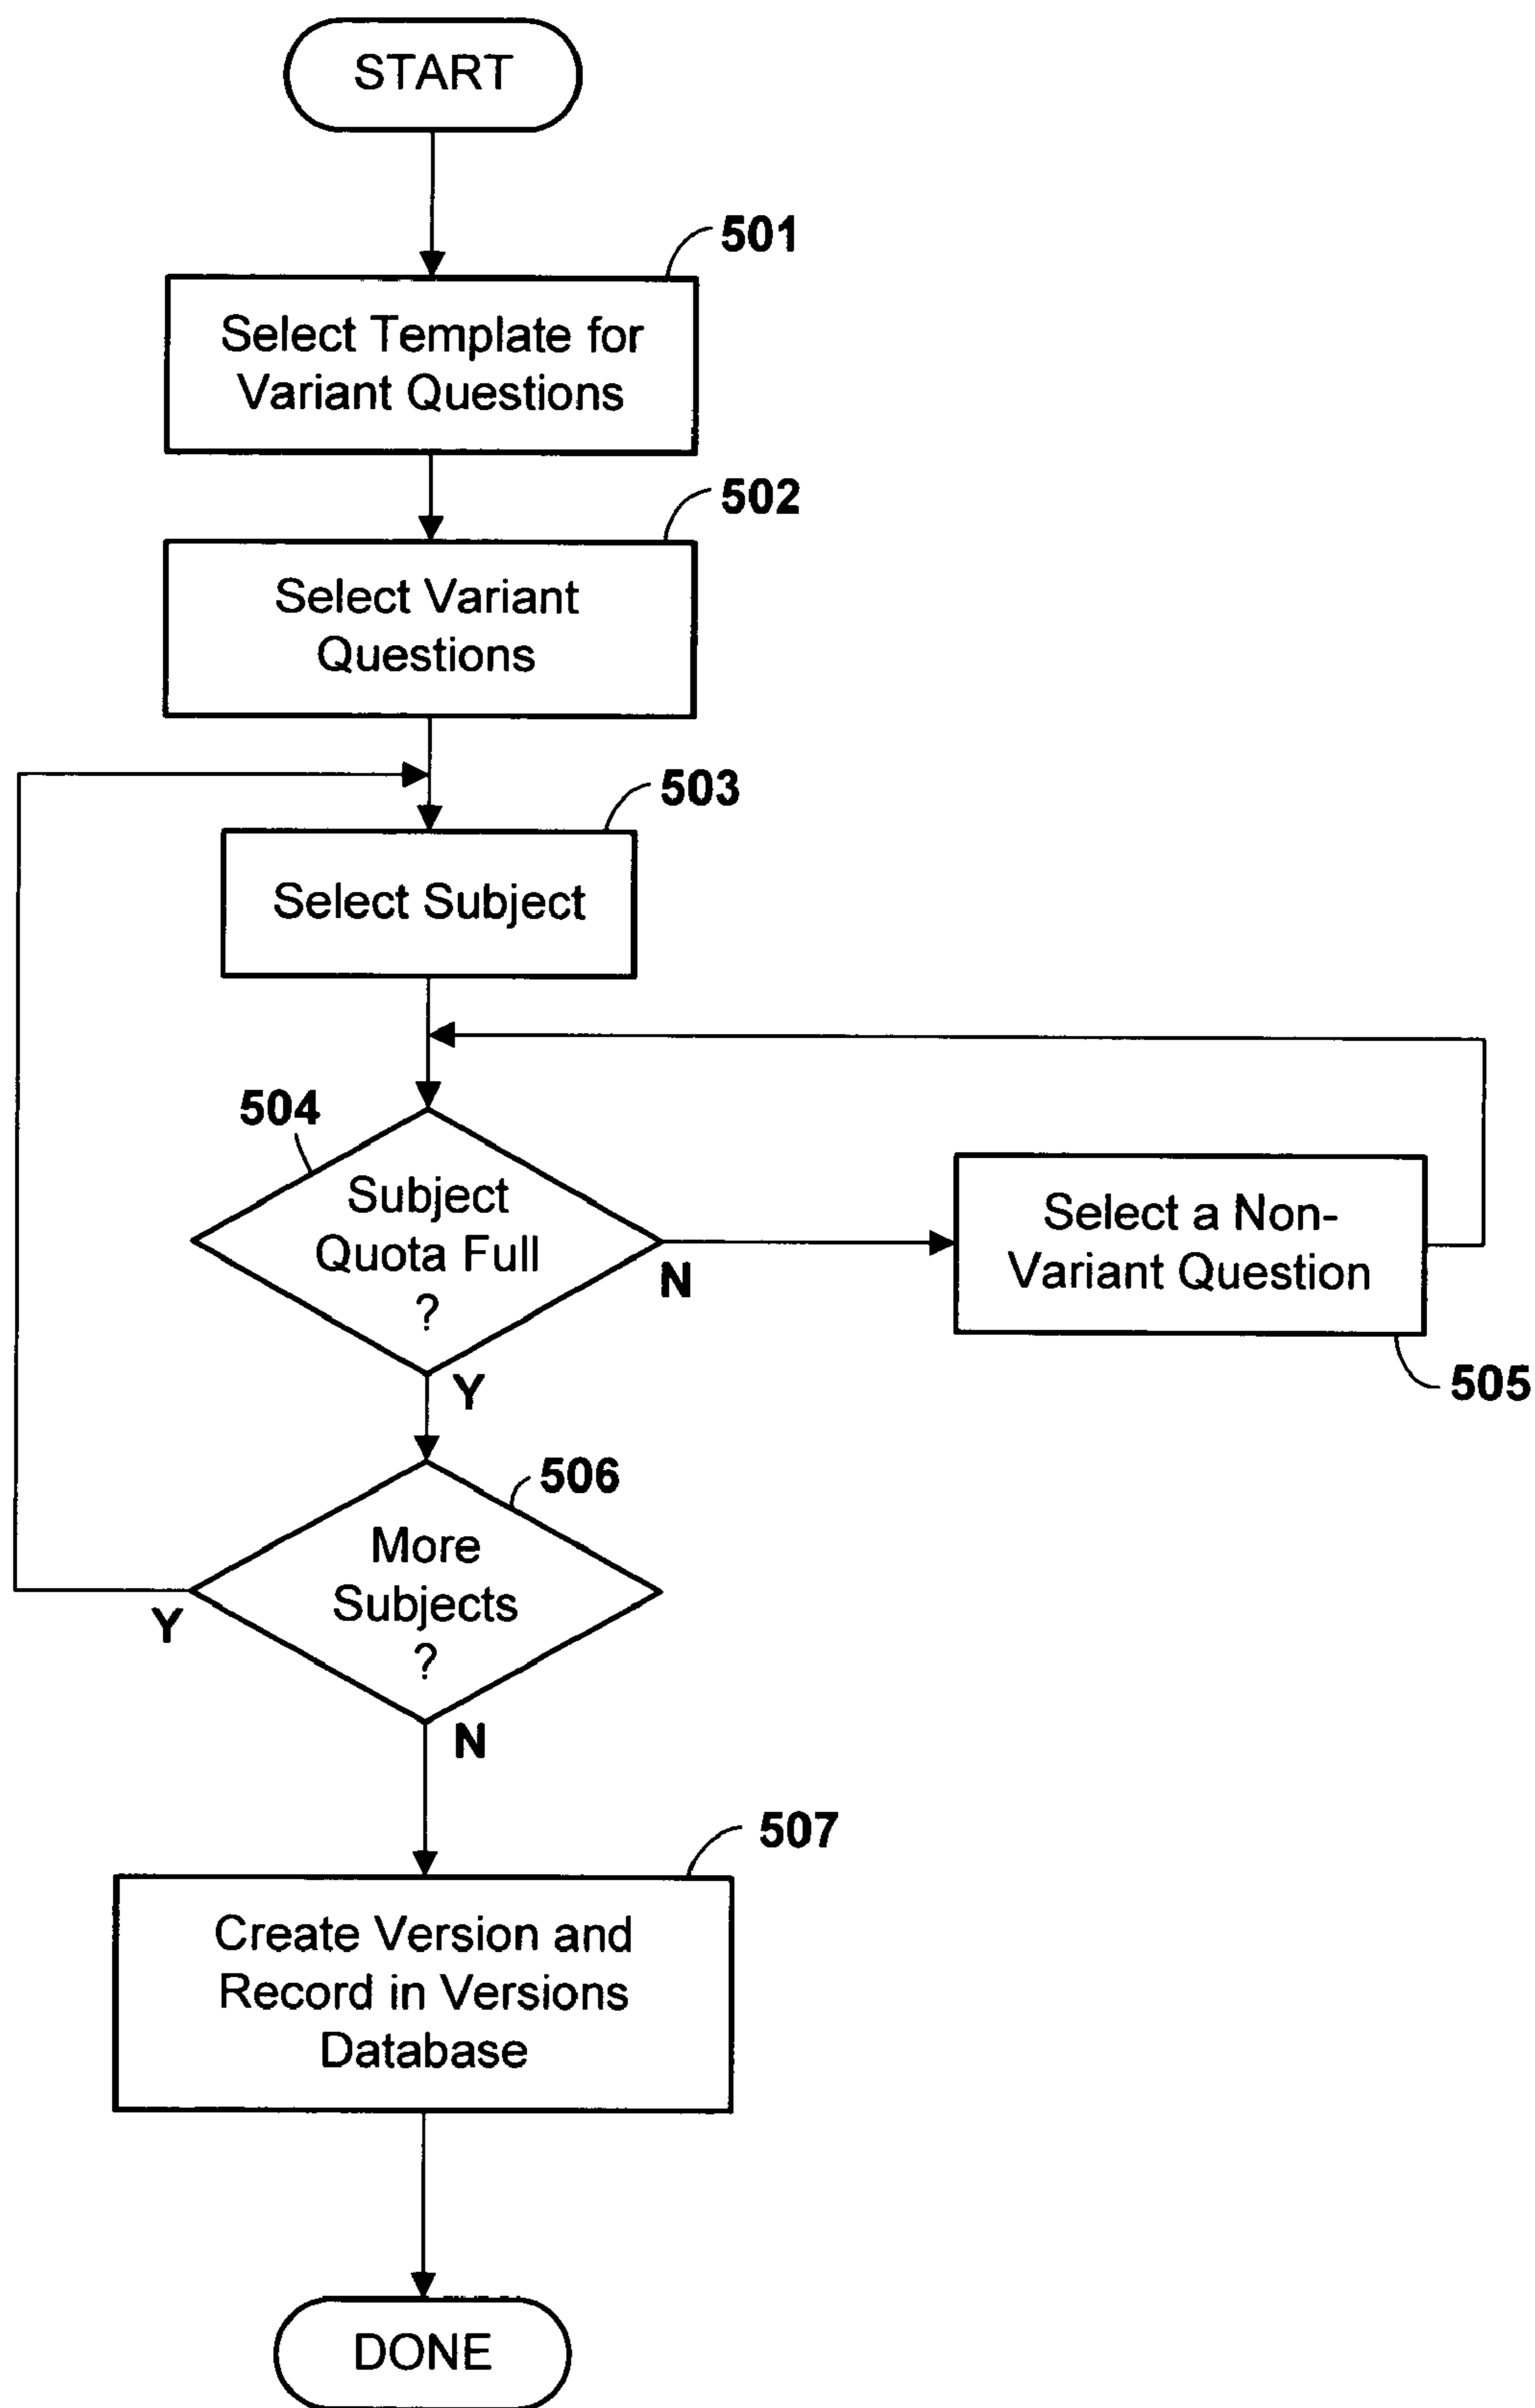 START
501
Select Template for
Variant Questions
502
Select Variant
Questions
503
Select Subject
504
Subject
Quota Full
?
N
Select a Non-
Variant Question
505
Y
506
More
Subjects
?
Y
N
507
Create Version and
Record in Versions
Database
DONE